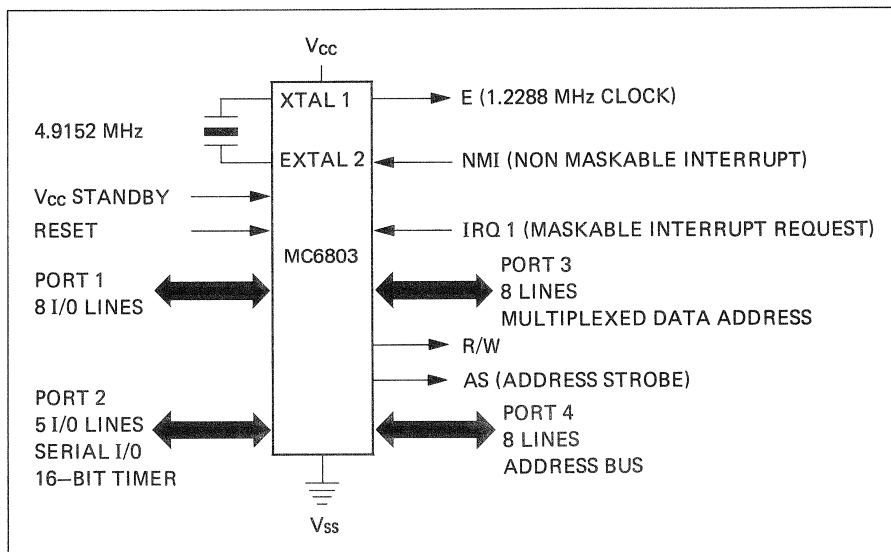 Vcc
XTAL 1
E (1.2288 MHz CLOCK)
4.9152 MHz
EXTAL 2
NMI (NON MASKABLE INTERRUPT)
Vcc STANDBY
RESET
IRQ 1 (MASKABLE INTERRUPT REQUEST)
MC6803
PORT 1
8 I/0 LINES
PORT 3
8 LINES
MULTIPLEXED DATA ADDRESS
R/W
AS (ADDRESS STROBE)
PORT 2
5 I/0 LINES
SERIAL I/0
16–BIT TIMER
PORT 4
8 LINES
ADDRESS BUS
Vss